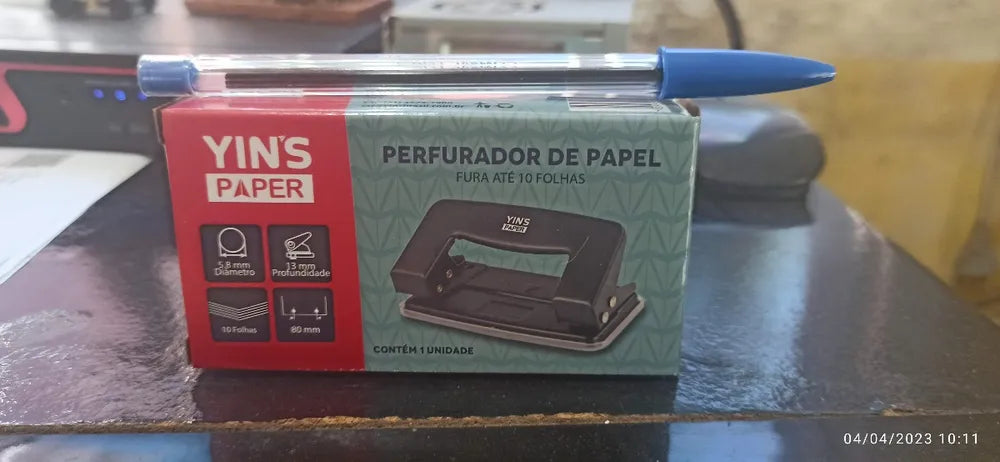 YIN'S
PAPER
PERFURADOR DE PAPEL
FURA ATÉ 10 FOLHAS
YIN'S
PAPER
5,8 mm
Diâmetro
13 mm
Profundidade
10 Folhas
80 mm
CONTÉM 1 UNIDADE
04/04/2023 10:11